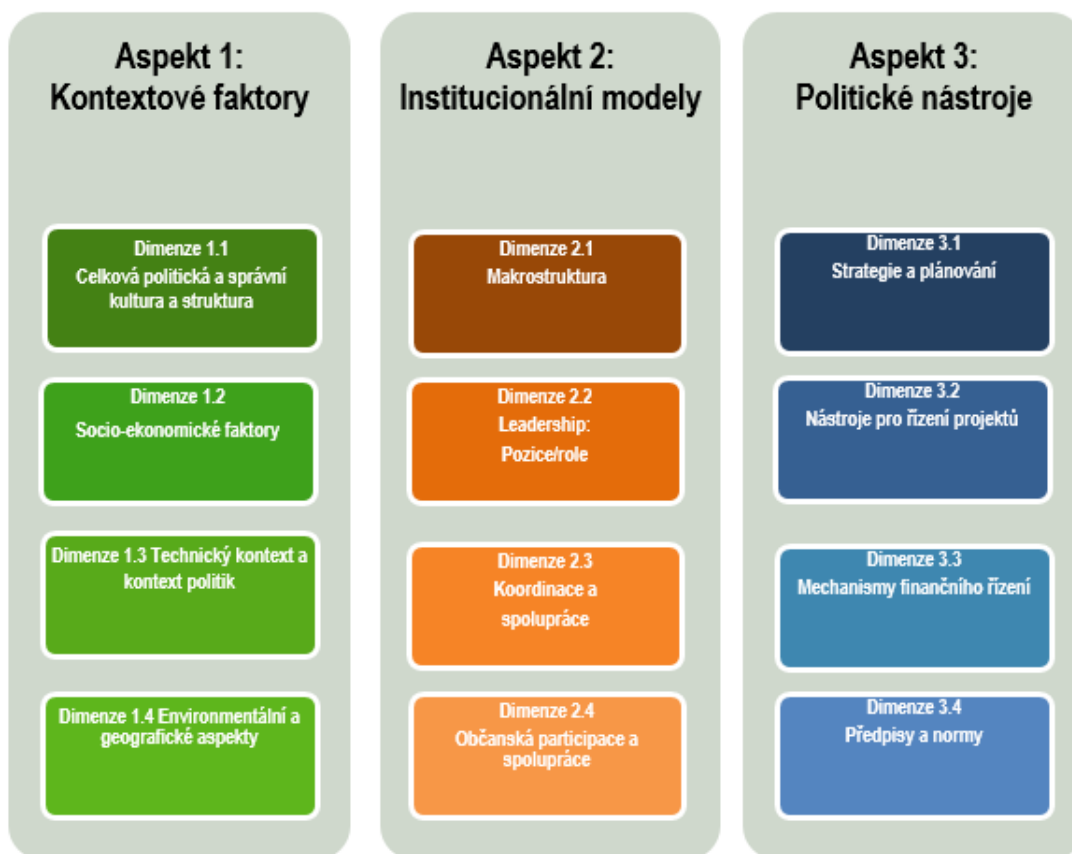 Aspekt 1:
Kontextové faktory
Dimenze 1.1
Celková politická a správní
kultura a struktura
Dimenze 1.2
Socio-ekonomické faktory
Dimenze 1.3 Technický kontext a
kontext politik
Dimenze 1.4 Environmentální a
geografické aspekty
Aspekt 2:
Institucionální modely
Dimenze 2.1
Makrostruktura
Dimenze 2.2
Leadership:
Pozice/role
Dimenze 2.3
Koordinace a
spolupráce
Dimenze 2.4
Občanská participace a
spolupráce
Aspekt 3:
Politické nástroje
Dimenze 3.1
Strategie a plánování
Dimenze 3.2
Nástroje pro řízení projektů
Dimenze 3.3
Mechanismy finančního řízení
Dimenze 3.4
Předpisy a normy